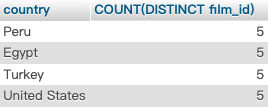 country COUNT(DISTINCT film_id)
Peru 5
Egypt 5
Turkey 5
United States 5